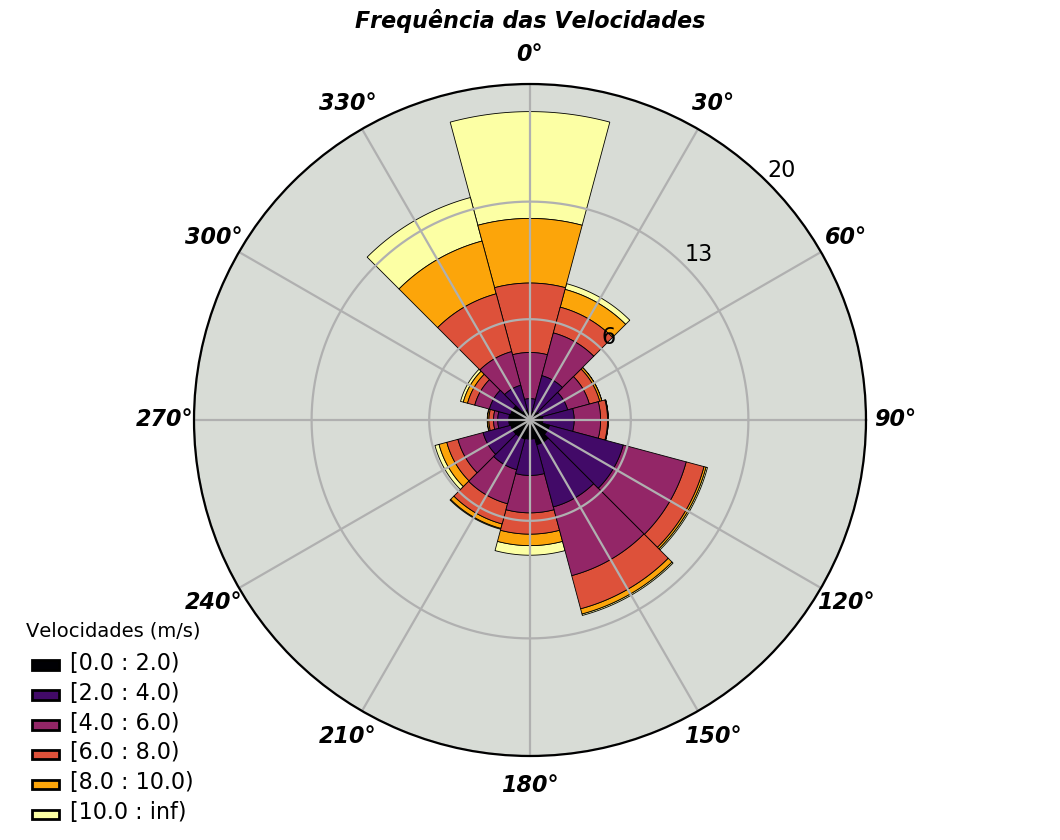 Frequência das Velocidades
0°
330°
30°
20
300°
60°
13
6
270°
90°
240°
120°
Velocidades (m/s)
[0.0 : 2.0)
[2.0 : 4.0)
[4.0 : 6.0)
210°
150°
[6.0 : 8.0)
180°
[8.0 : 10.0)
[10.0 : inf)